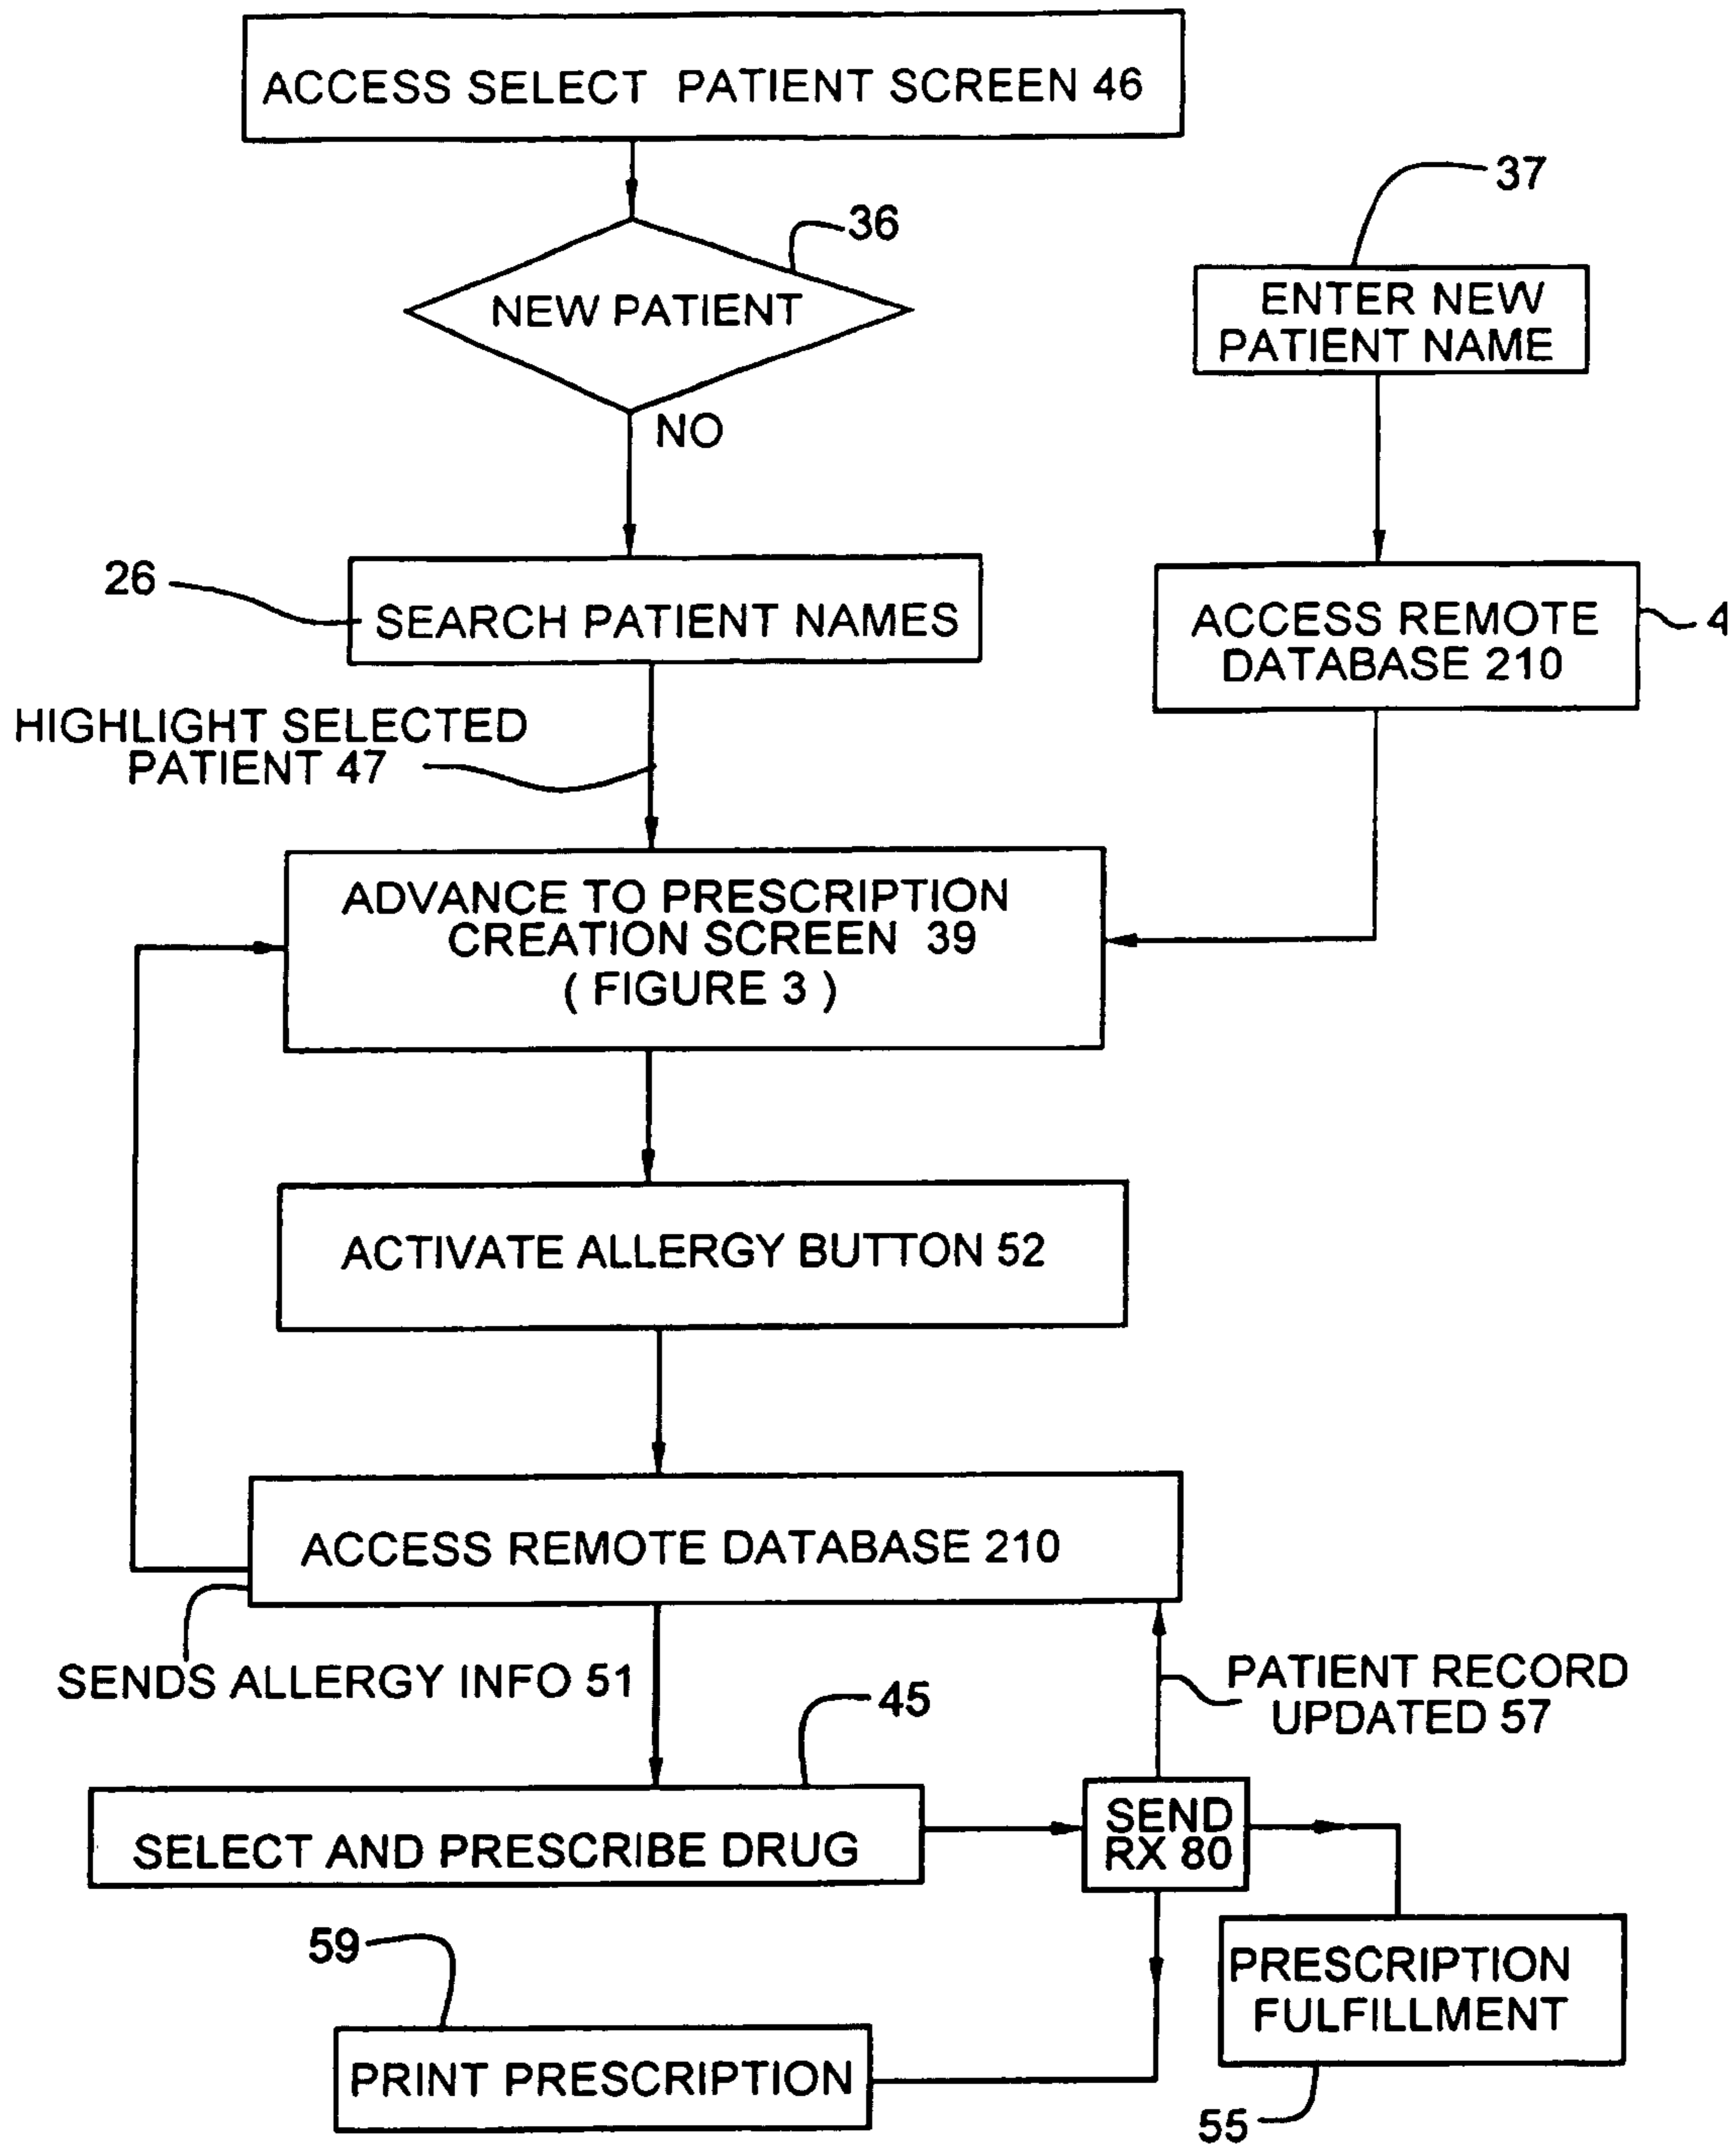 ACCESS SELECT PATIENT SCREEN 46
36
NEW PATIENT
NO
37
ENTER NEW
PATIENT NAME
26
SEARCH PATIENT NAMES
ACCESS REMOTE
DATABASE 210
4
HIGHLIGHT SELECTED
PATIENT 47
ADVANCE TO PRESCRIPTION
CREATION SCREEN 39
( FIGURE 3 )
ACTIVATE ALLERGY BUTTON 52
ACCESS REMOTE DATABASE 210
SENDS ALLERGY INFO 51
PATIENT RECORD
UPDATED 57
45
SELECT AND PRESCRIBE DRUG
SEND
RX 80
59
PRINT PRESCRIPTION
PRESCRIPTION
FULFILLMENT
55